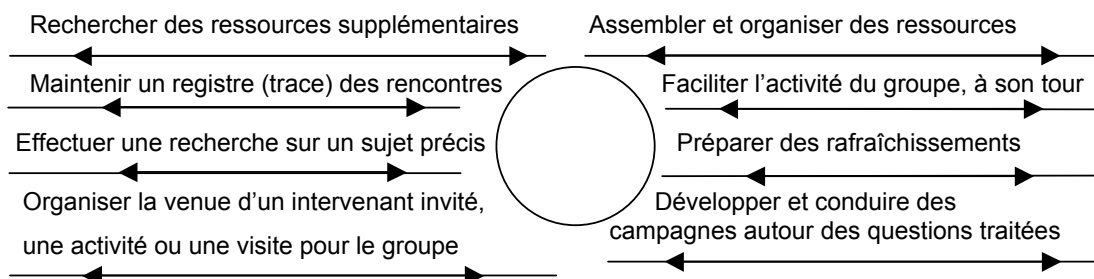 Rechercher des ressources supplémentaires
Maintenir un registre (trace) des rencontres
Effectuer une recherche sur un sujet précis
Organiser la venue d’un intervenant invité,
une activité ou une visite pour le groupe
Assembler et organiser des ressources
Faciliter l’activité du groupe, à son tour
Préparer des rafraîchissements
Développer et conduire des
campagnes autour des questions traitées